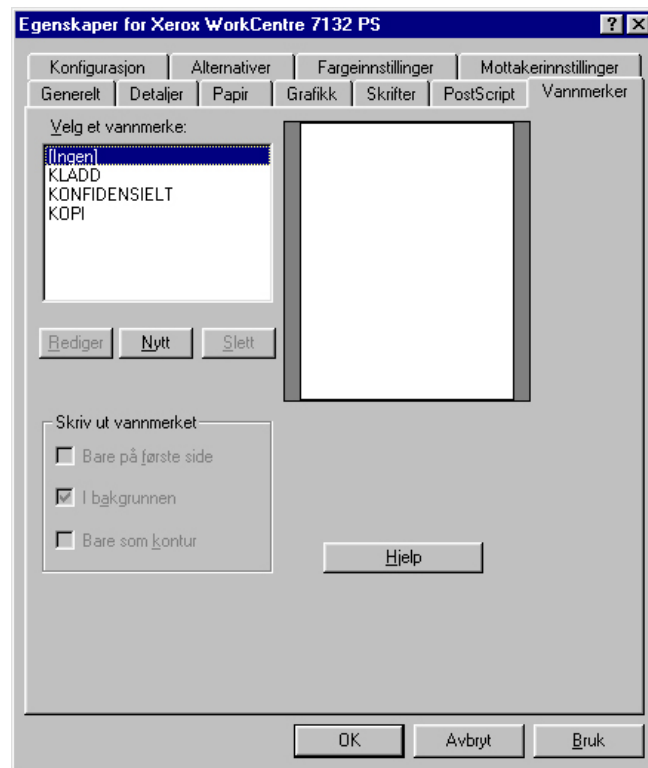 Egenskaper for Xerox WorkCentre 7132 PS
Konfigurasjon Alternativer Fargeinnstillinger Mottakerinnstillinger
Generelt Detaljer Papir Grafikk Skrifter PostScript Vannmerker
Velg et vannmerke:
[Ingen]
KLADD
KONFIDENSIELT
KOPI
Rediger Nytt Slett
Skriv ut vannmerket
Bare på første side
I bakgrunnen
Bare som kontur
Hjelp
OK Avbryt Bruk